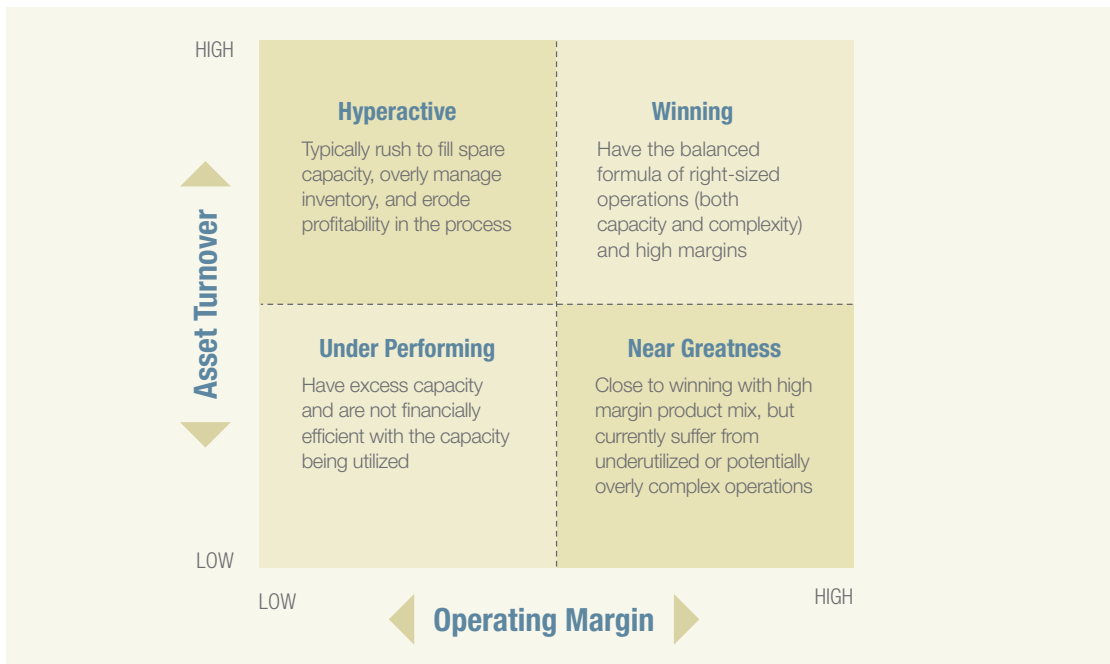 HIGH
Hyperactive
Typically rush to fill spare
capacity, overly manage
inventory, and erode
profitability in the process
Winning
Have the balanced
formula of right-sized
operations (both
capacity and complexity)
and high margins
Asset Turnover
Under Performing
Have excess capacity
and are not financially
efficient with the capacity
being utilized
Near Greatness
Close to winning with high
margin product mix, but
currently suffer from
underutilized or potentially
overly complex operations
LOW
LOW
Operating Margin
HIGH